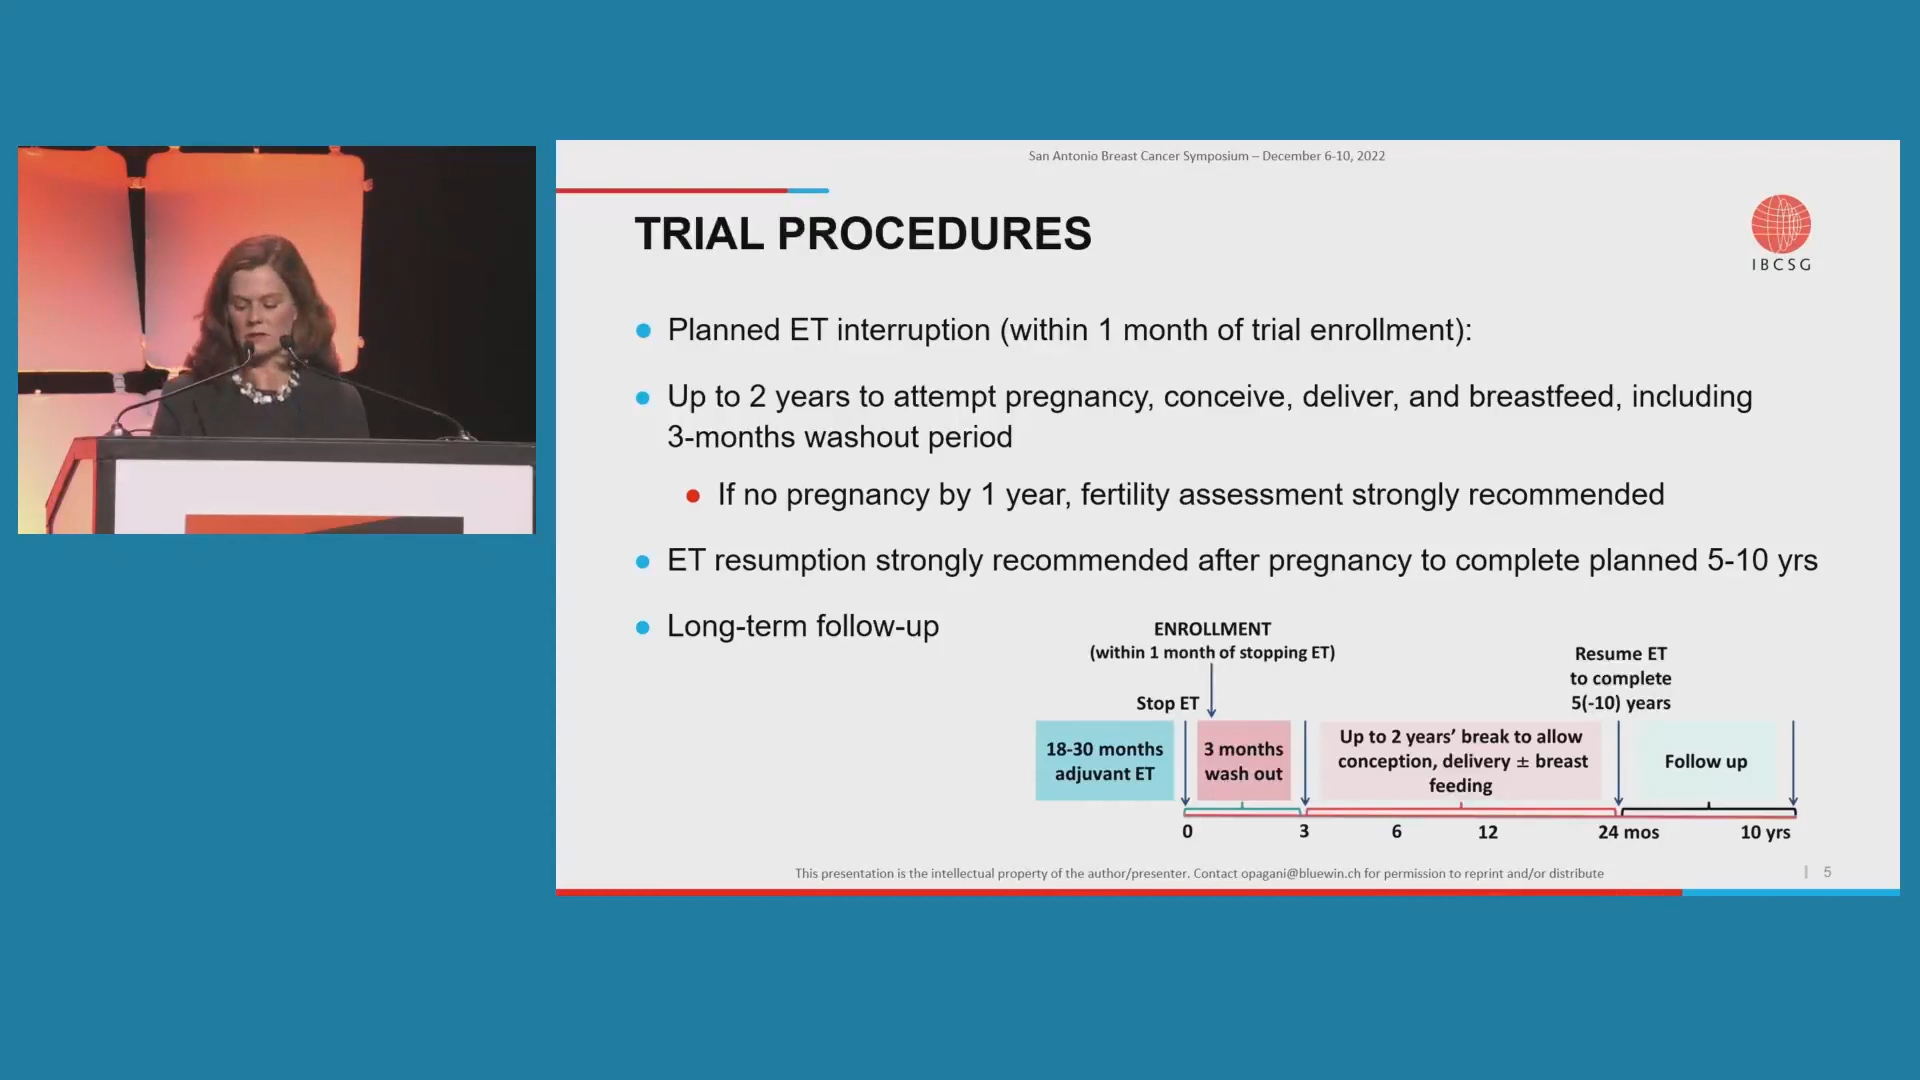 San Antonio Breast Cancer Symposium – December 6-10, 2022
TRIAL PROCEDURES
IBCSG
Planned ET interruption (within 1 month of trial enrollment):
Up to 2 years to attempt pregnancy, conceive, deliver, and breastfeed, including
3-months washout period
If no pregnancy by 1 year, fertility assessment strongly recommended
ET resumption strongly recommended after pregnancy to complete planned 5-10 yrs
Long-term follow-up
ENROLLMENT
(within 1 month of stopping ET)
Stop ET
Resume ET
to complete
5(-10) years
18-30 months
adjuvant ET
3 months
wash out
Up to 2 years’ break to allow
conception, delivery ± breast
feeding
Follow up
0 3 6 12 24 mos 10 yrs
This presentation is the intellectual property of the author/presenter. Contact opagani@bluewin.ch for permission to reprint and/or distribute
| 5